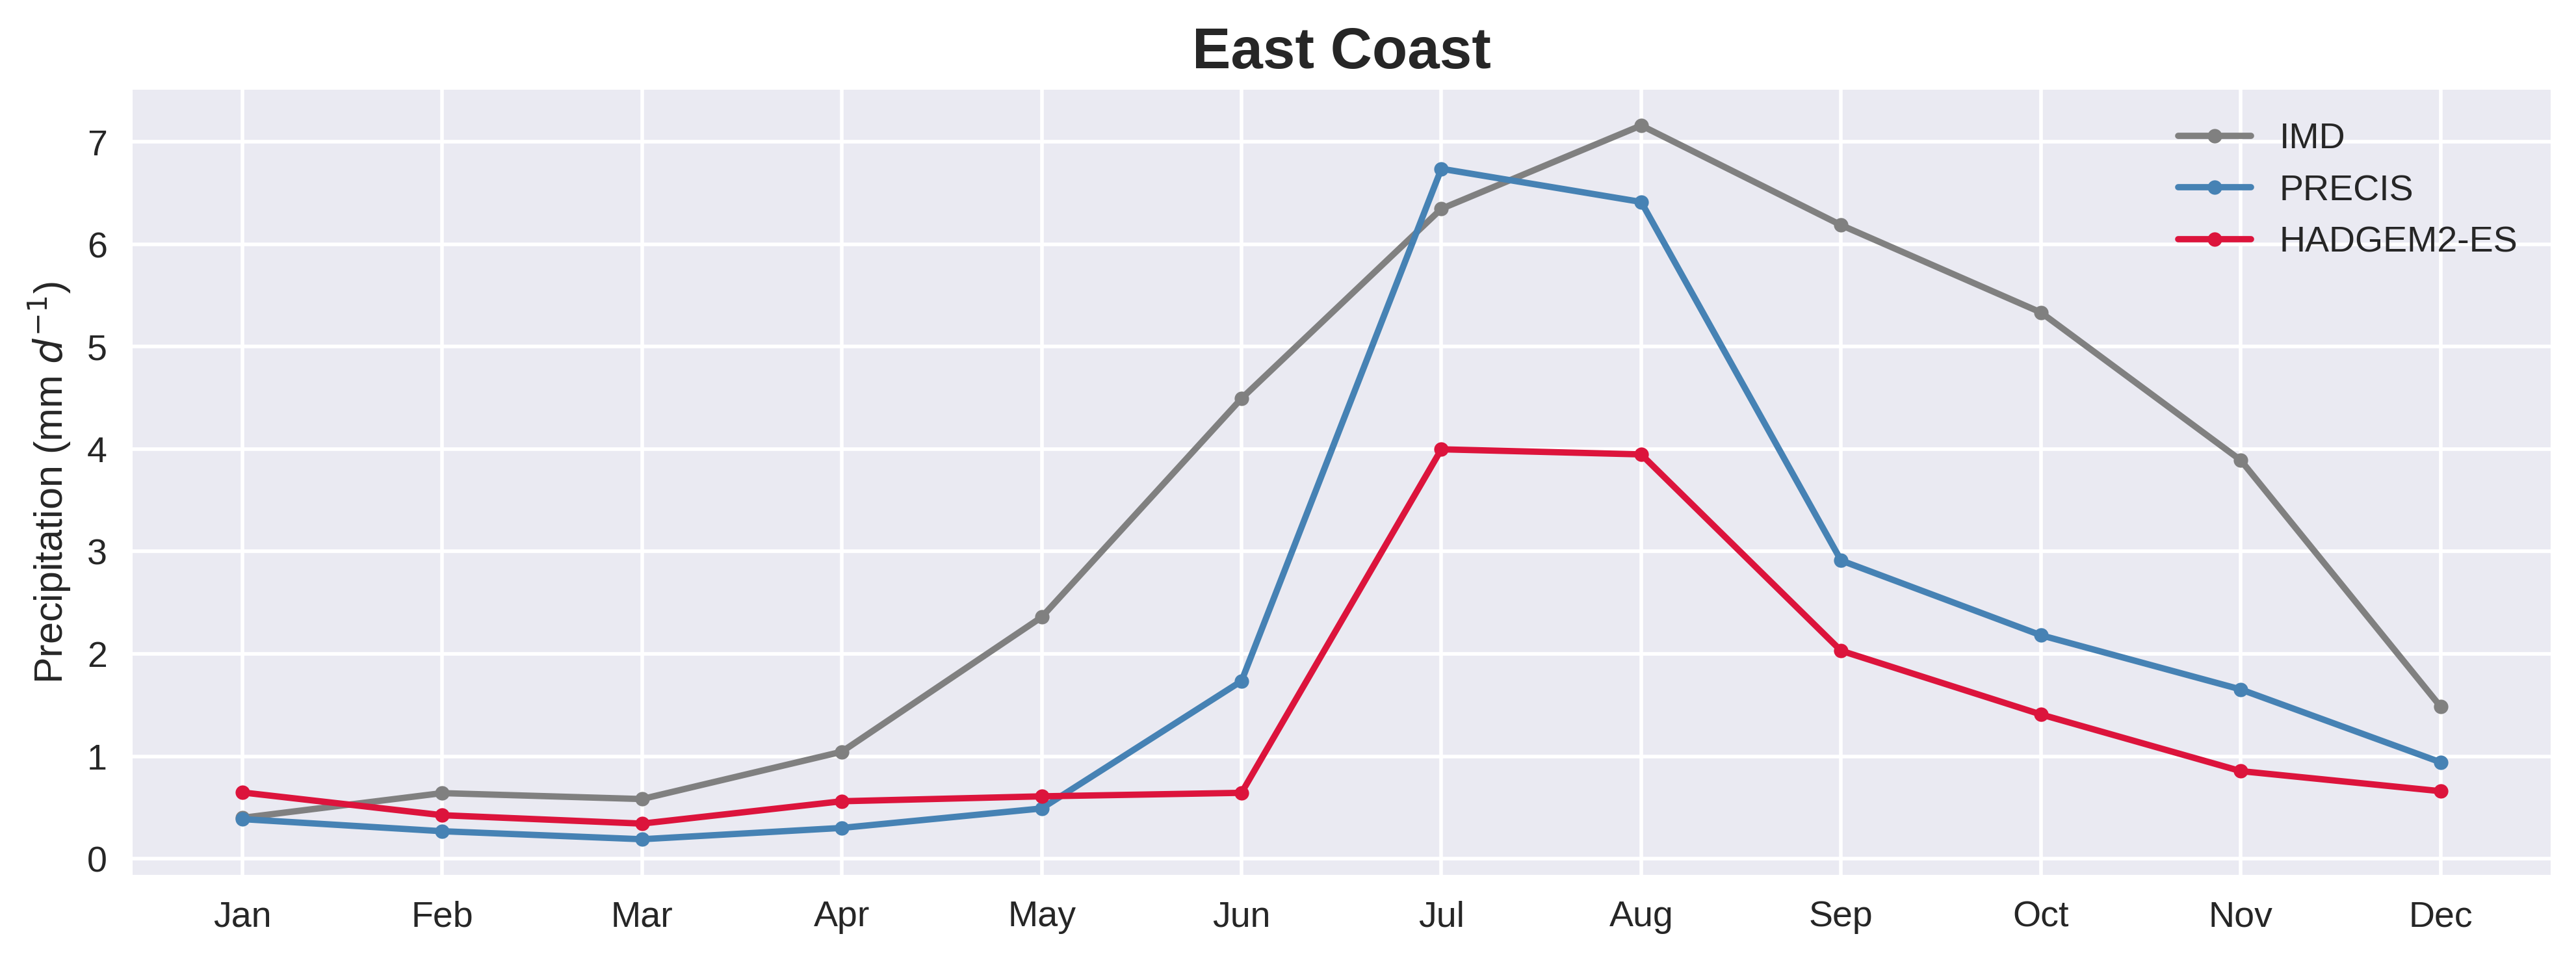 East Coast
Precipitation (mm d⁻¹)
7
6
5
4
3
2
1
0
IMD
PRECIS
HADGEM2-ES
Jan Feb Mar Apr May Jun Jul Aug Sep Oct Nov Dec